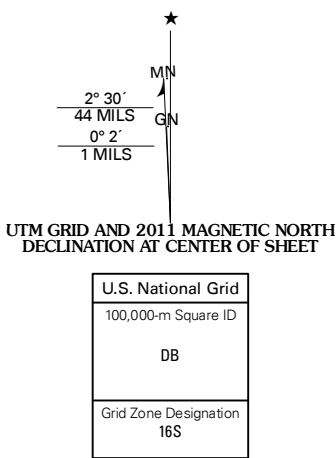 ★
MN
2° 30´
44 MILS
GN
0° 2´
1 MILS
UTM GRID AND 2011 MAGNETIC NORTH
DECLINATION AT CENTER OF SHEET
U.S. National Grid
100,000-m Square ID
DB
Grid Zone Designation
16S